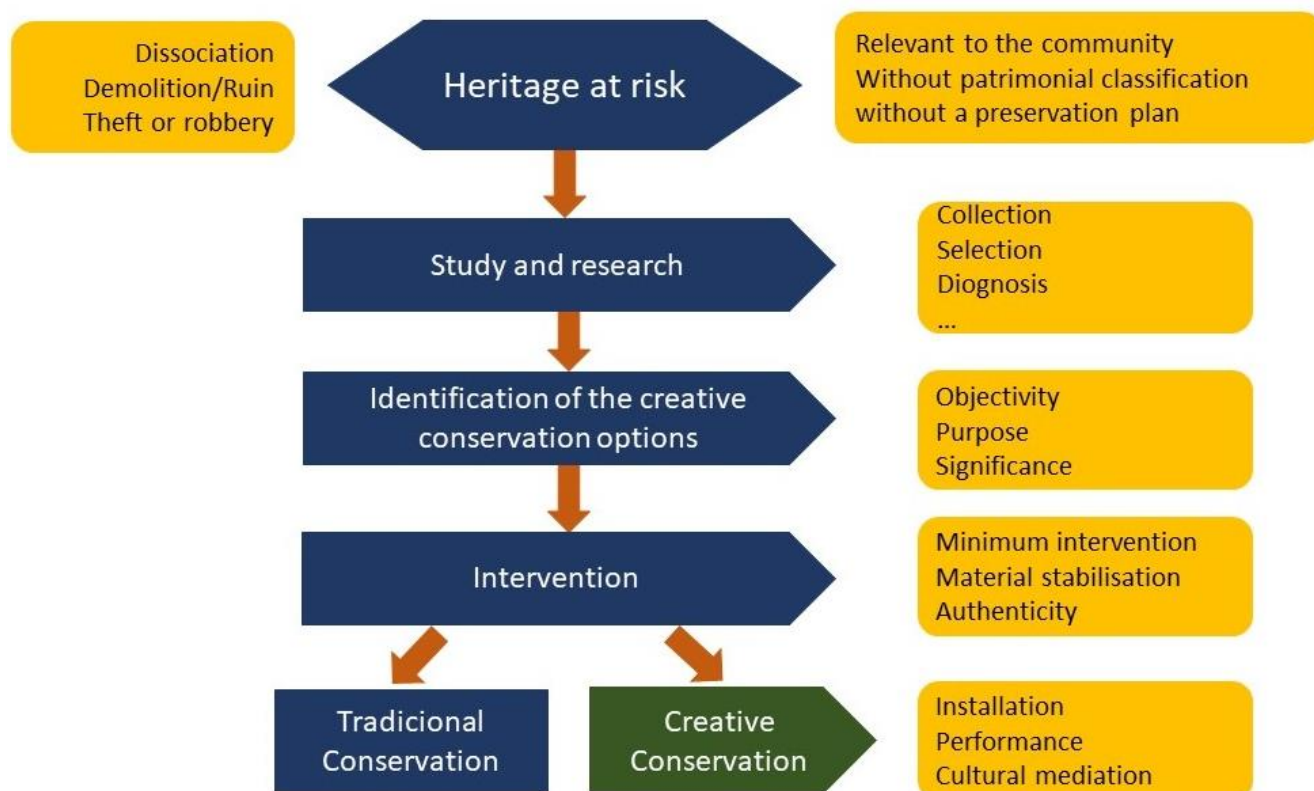 Dissociation
Demolition/Ruin
Theft or robbery
Heritage at risk
Relevant to the community
Without patrimonial classification
without a preservation plan
Study and research
Collection
Selection
Diognosis
...
Identification of the creative
conservation options
Objectivity
Purpose
Significance
Intervention
Minimum intervention
Material stabilisation
Authenticity
Tradicional
Conservation
Creative
Conservation
Installation
Performance
Cultural mediation